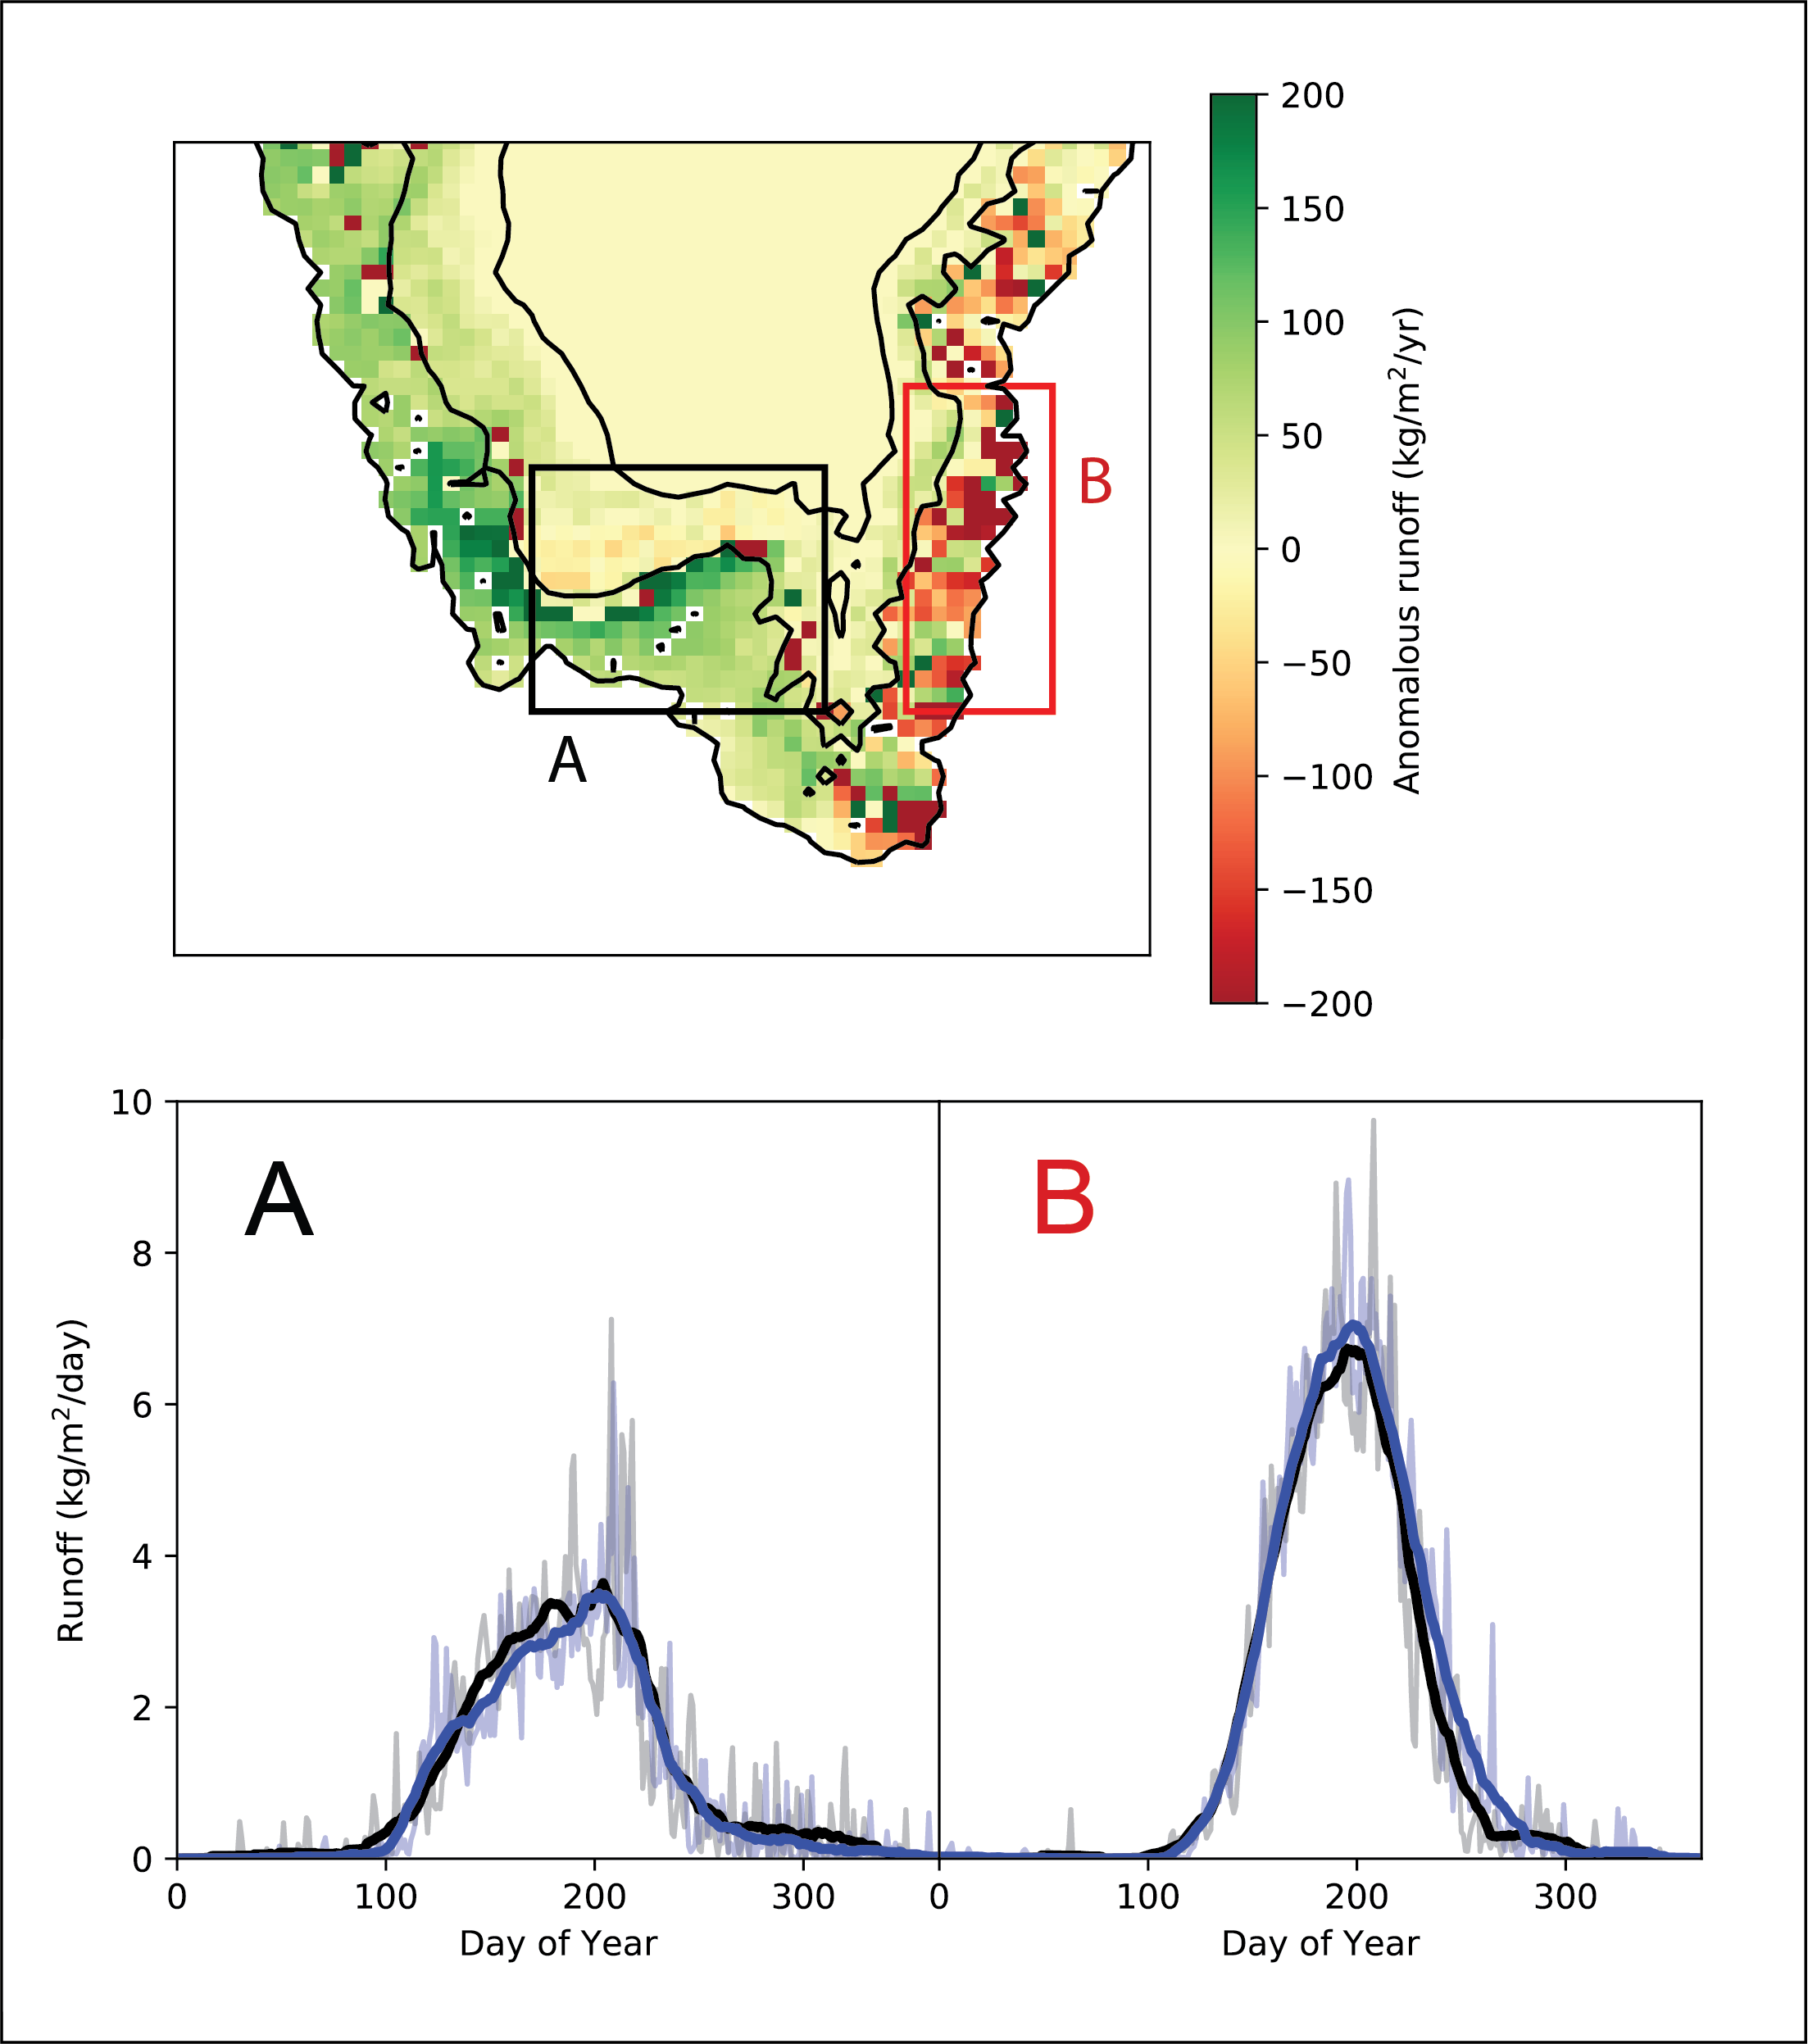 200
150
100
50
0
−50
−100
−150
−200
Anomalous runoff (kg/m²/yr)
B
A
10
8
6
4
2
0
Runoff (kg/m²/day)
A
B
0 100 200 300 0 100 200 300
Day of Year Day of Year